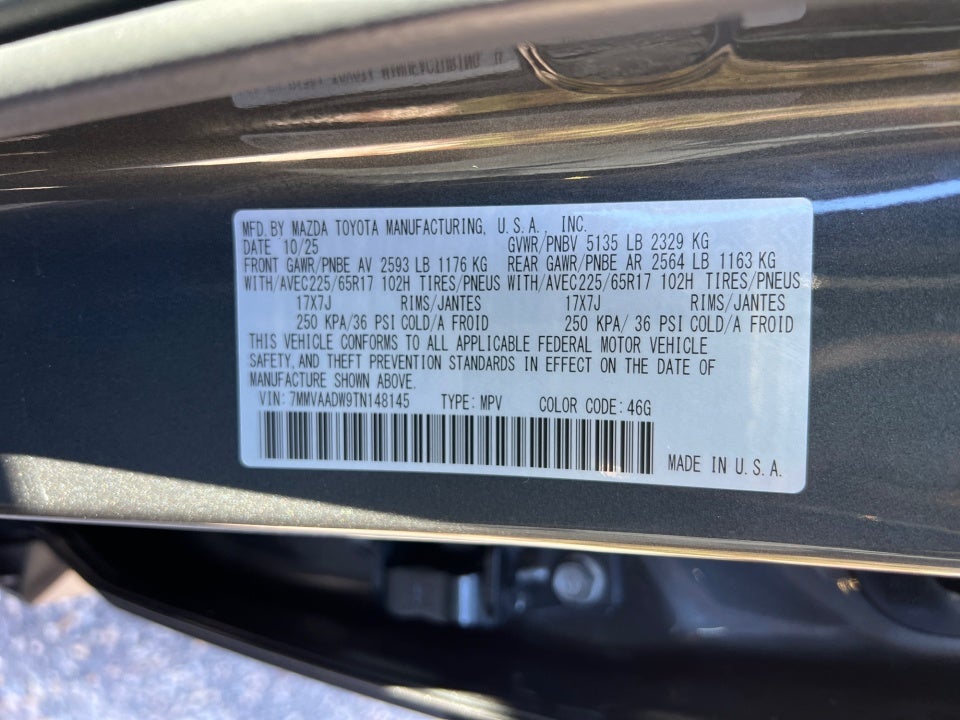 MFD. BY MAZDA TOYOTA MANUFACTURING, U.S.A., INC.
DATE 10/25 GVWR/PNBV 5135 LB 2329 KG
FRONT GAWR/PNBE AV 2593 LB 1176 KG REAR GAWR/PNBE AR 2564 LB 1163 KG
WITH/AVEC225/65R17 102H TIRES/PNEUS WITH/AVEC225/65R17 102H TIRES/PNEUS
17X7J RIMS/JANTES 17X7J RIMS/JANTES
250 KPA/36 PSI COLD/A FROID 250 KPA/ 36 PSI COLD/A FROID
THIS VEHICLE CONFORMS TO ALL APPLICABLE FEDERAL MOTOR VEHICLE
SAFETY, AND THEFT PREVENTION STANDARDS IN EFFECT ON THE DATE OF
MANUFACTURE SHOWN ABOVE.
VIN: 7MMVAADW9TN148145 TYPE: MPV COLOR CODE: 46G
MADE IN U.S.A.